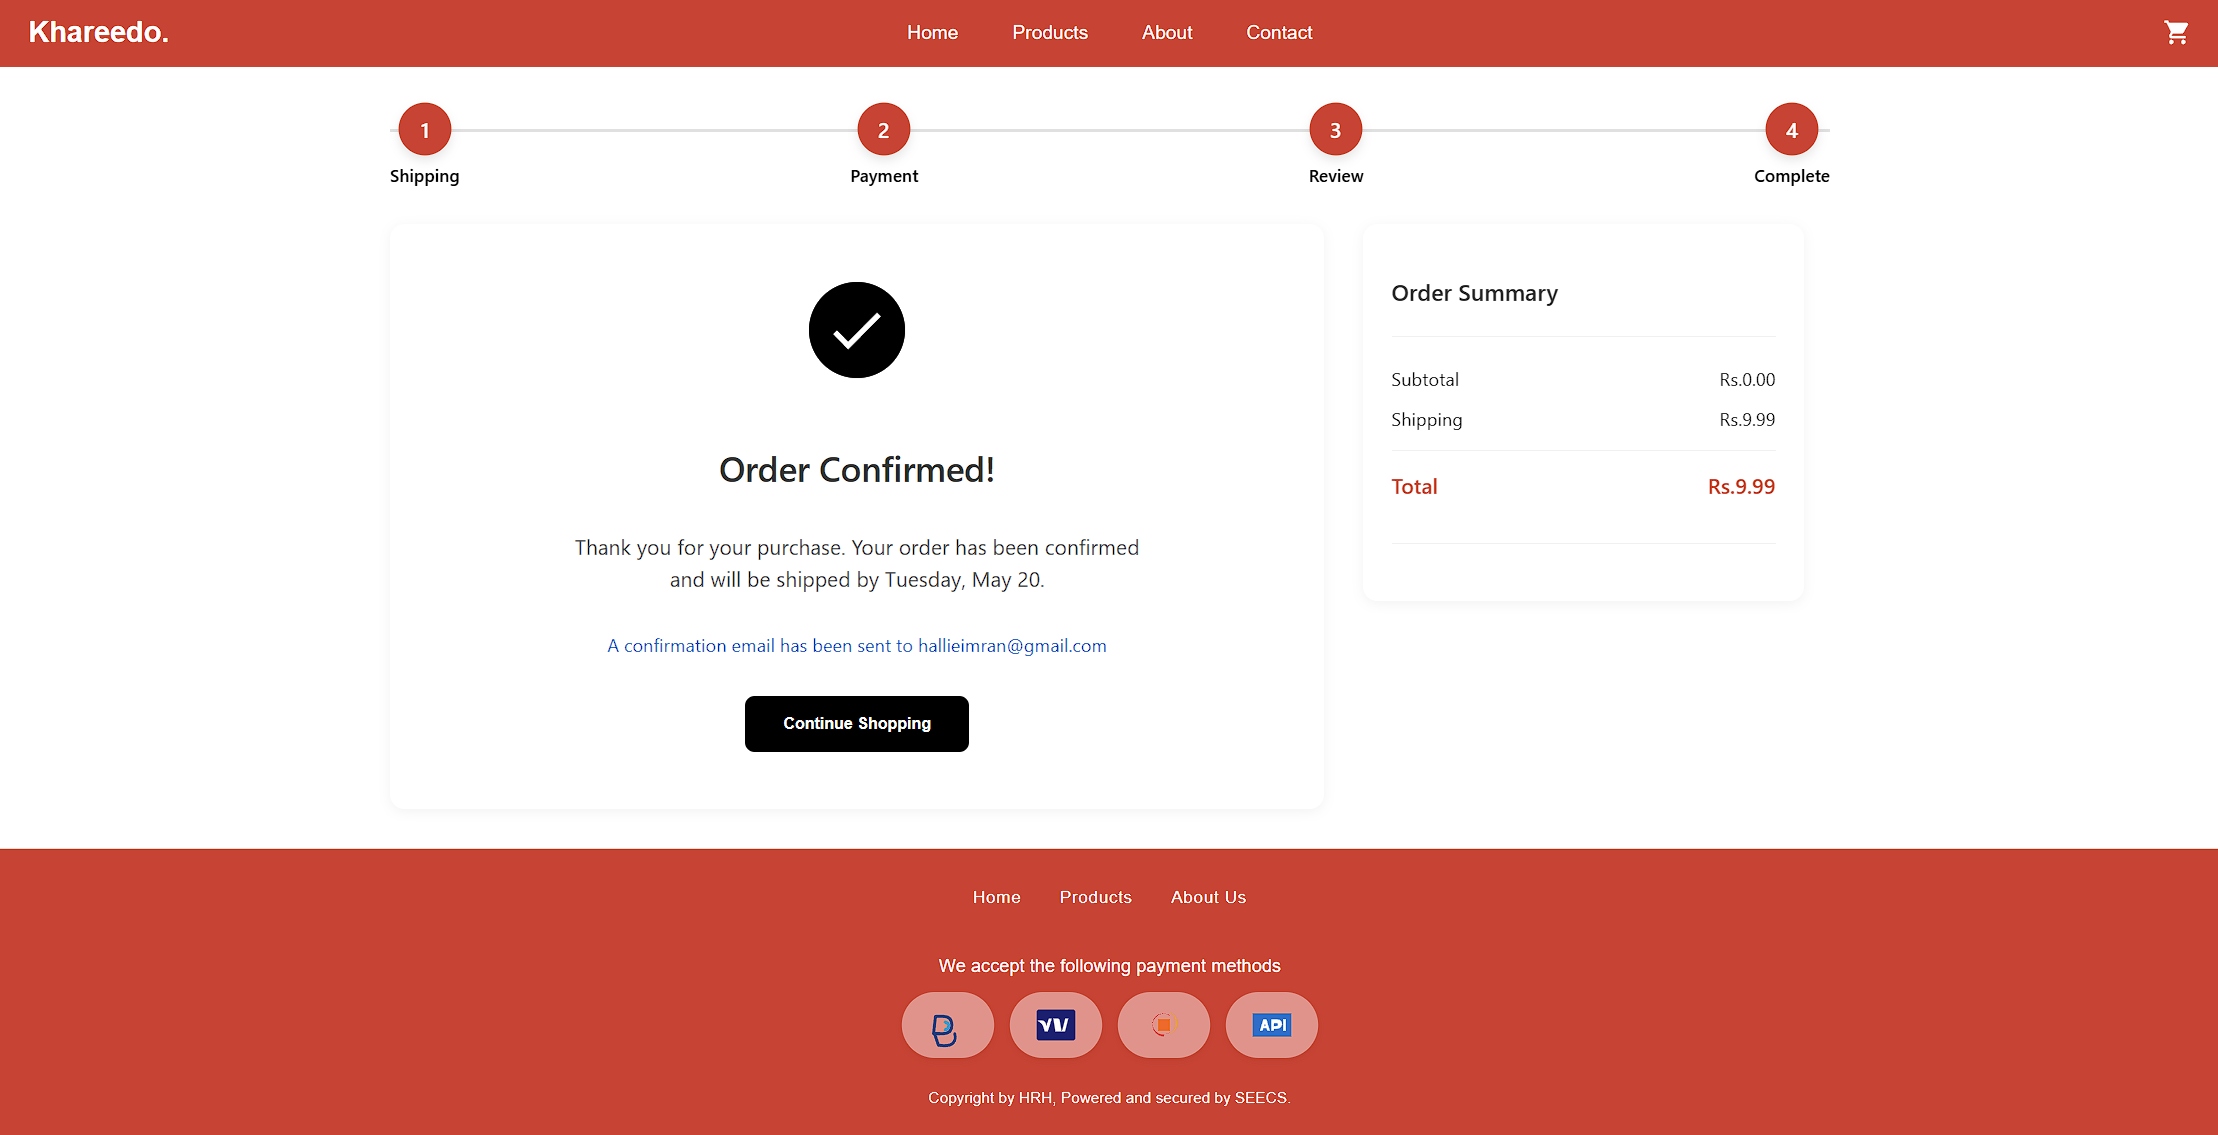 Khareedo.
Home Products About Contact
1 2 3 4
Shipping Payment Review Complete
Order Confirmed!
Thank you for your purchase. Your order has been confirmed
and will be shipped by Tuesday, May 20.
A confirmation email has been sent to hallieimran@gmail.com
Continue Shopping
Order Summary
Subtotal Rs.0.00
Shipping Rs.9.99
Total Rs.9.99
Home Products About Us
We accept the following payment methods
API
Copyright by HRH, Powered and secured by SEECS.